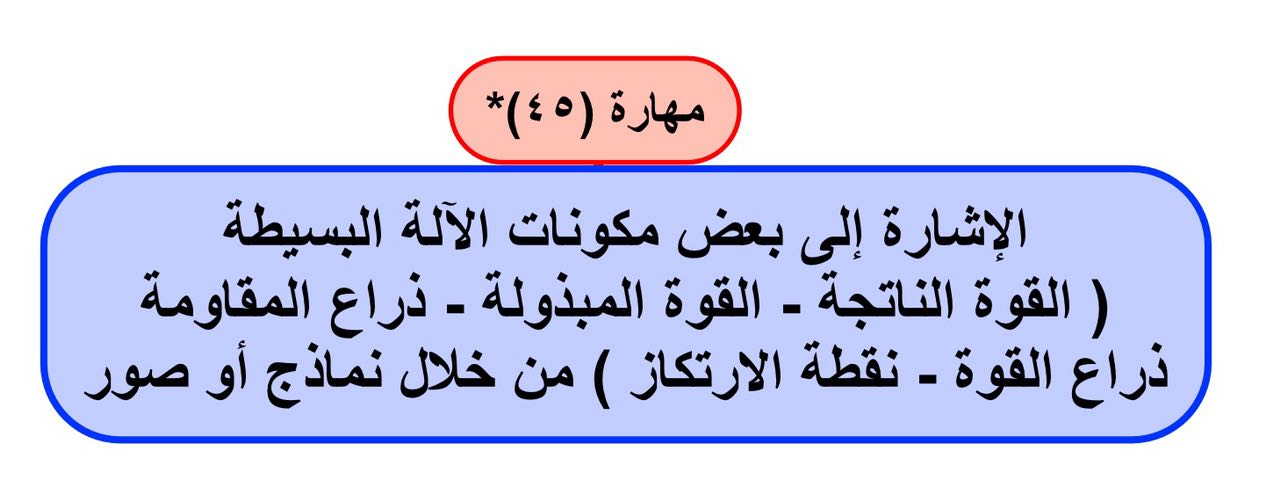 مهارة (٤٥)*
الإشارة إلى بعض مكونات الآلة البسيطة
( القوة الناتجة - القوة المبذولة - ذراع المقاومة
ذراع القوة - نقطة الارتكاز ) من خلال نماذج أو صور